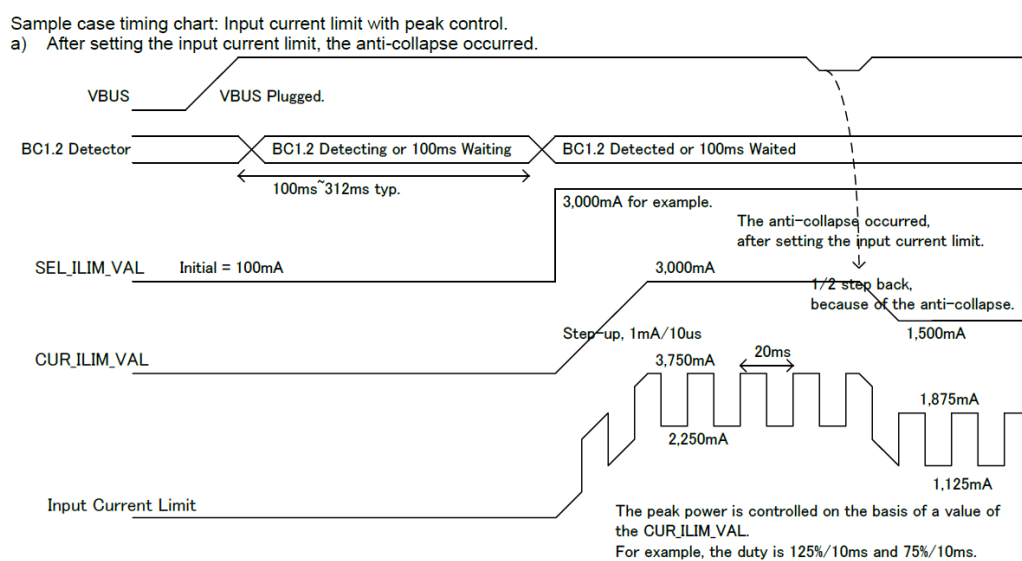 Sample case timing chart: Input current limit with peak control.
a) After setting the input current limit, the anti-collapse occurred.
VBUS
VBUS Plugged.
BC1.2 Detector
BC1.2 Detecting or 100ms Waiting
BC1.2 Detected or 100ms Waited
100ms~312ms typ.
3,000mA for example.
The anti-collapse occurred,
after setting the input current limit.
SEL_ILIM_VAL
Initial = 100mA
3,000mA
1/2 step back,
because of the anti-collapse.
Step-up, 1mA/10us
1,500mA
CUR_ILIM_VAL
3,750mA
20ms
1,875mA
2,250mA
1,125mA
Input Current Limit
The peak power is controlled on the basis of a value of
the CUR_ILIM_VAL.
For example, the duty is 125%/10ms and 75%/10ms.